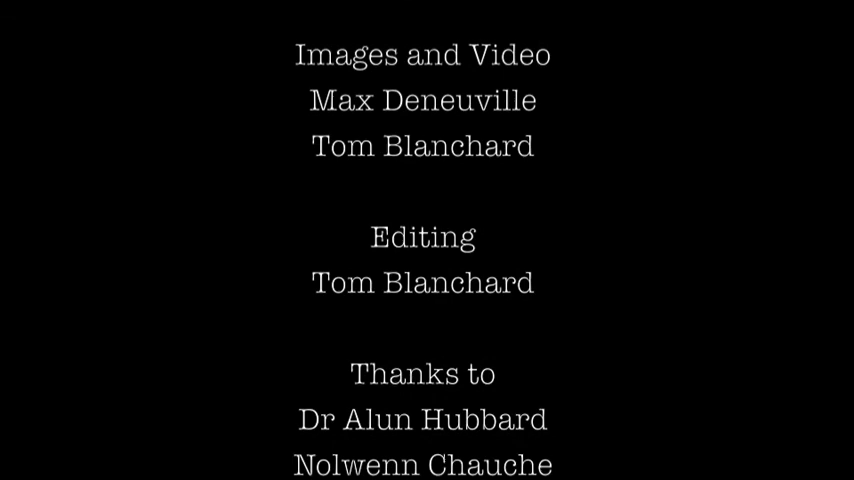 Images and Video
Max Deneuville
Tom Blanchard
Editing
Tom Blanchard
Thanks to
Dr Alun Hubbard
Nolwenn Chauche